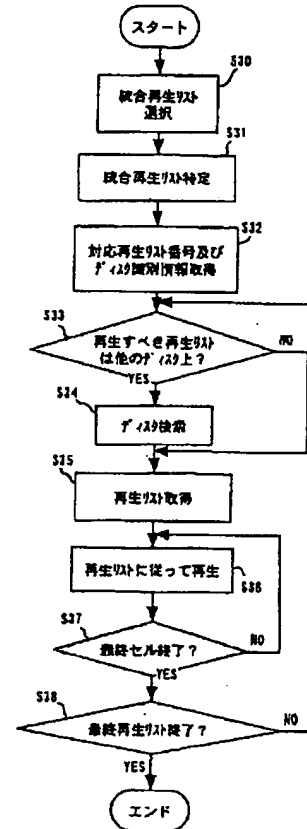 スタート
S30
統合再生リスト
選択
S31
統合再生リスト特定
S32
対応再生リスト番号及び
ディスク識別情報取得
S33
再生すべき再生リスト
は他のディスク上？
NO
YES
S34
ディスク検索
S35
再生リスト取得
再生リストに従って再生
S36
S37
最終セル終了？
NO
YES
S38
最終再生リスト終了？
NO
YES
エンド